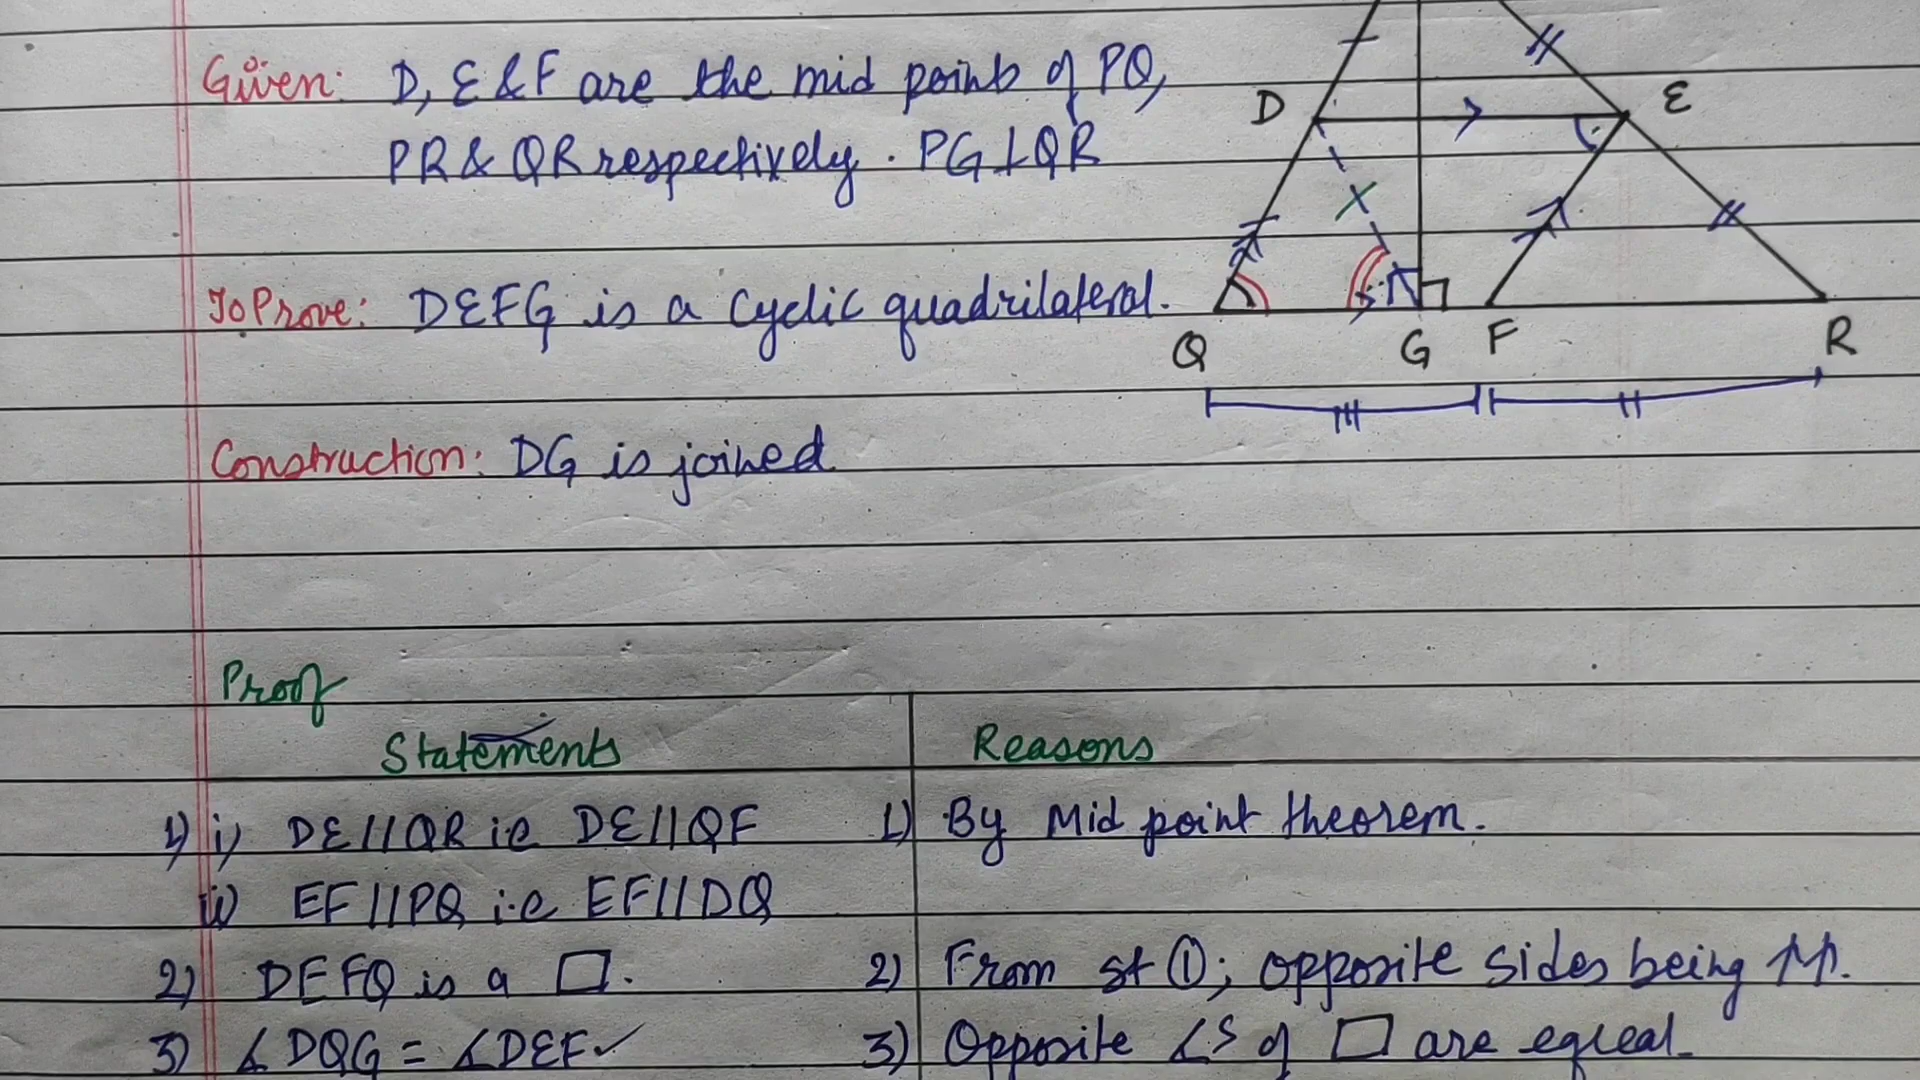 Given: D, E & F are the mid points of PQ,
PR & QR respectively. PG ⊥ QR
To Prove: DEFG is a Cyclic quadrilateral.
Construction: DG is joined
D
E
Q
G
F
R
Proof
Statements
Reasons
1) i) DE // QR i.e DE // QF
1) By Mid point theorem.
ii) EF // PQ i.e EF // DQ
2) DEFQ is a ▱.
2) From st ①; opposite sides being //.
3) ∡DQG = ∡DEF ✓
3) Opposite ∠s of ▱ are equal.